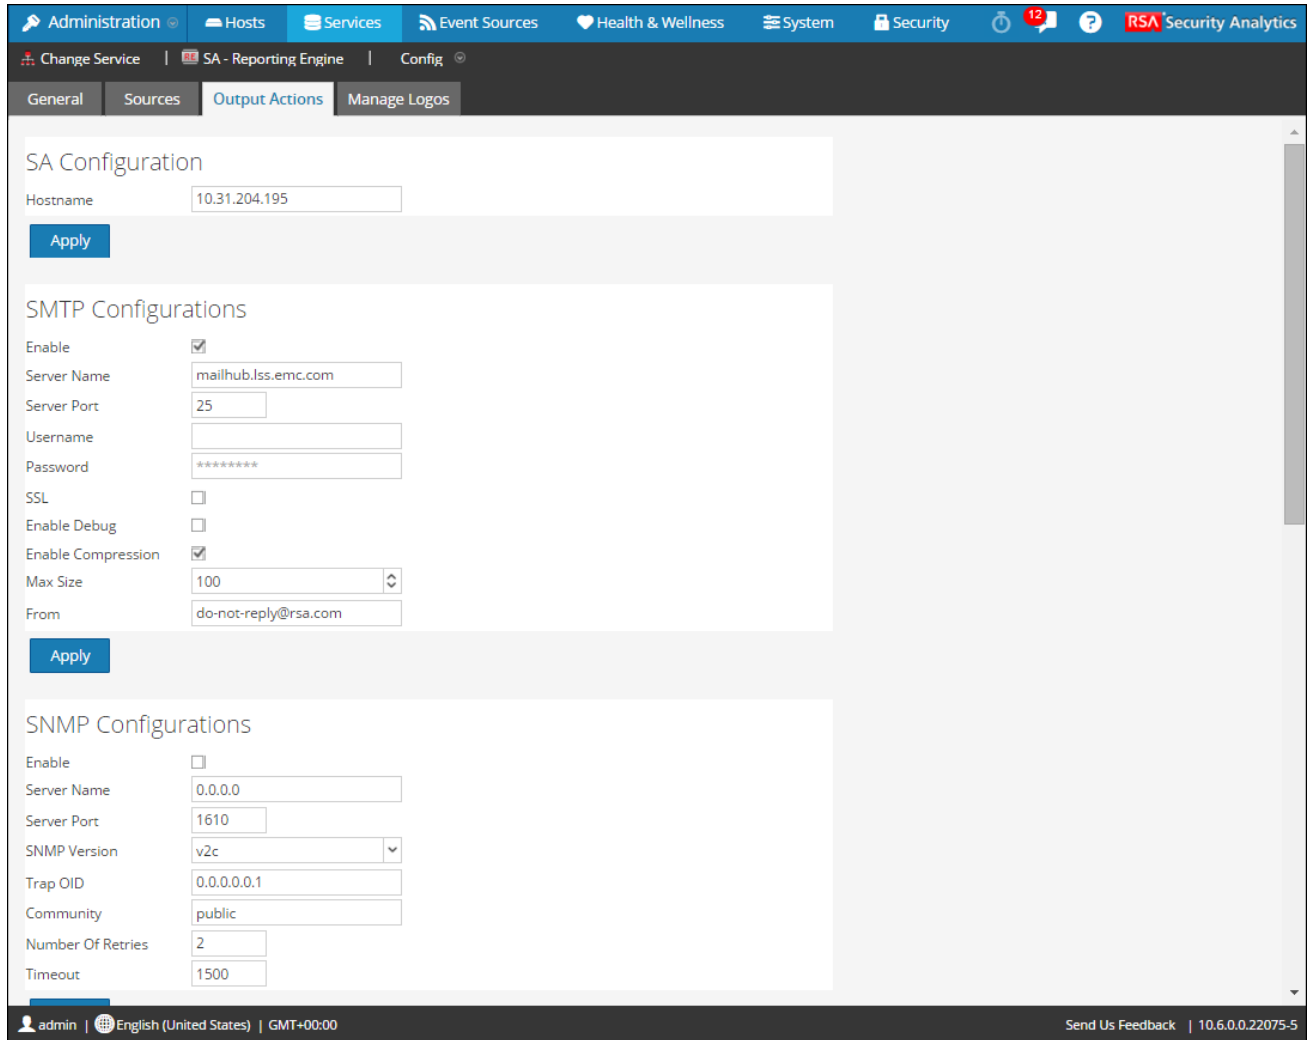 Administration Hosts Services Event Sources Health & Wellness System Security 12 ? RSA Security Analytics
Change Service | RE SA - Reporting Engine | Config
General Sources Output Actions Manage Logos
SA Configuration
Hostname 10.31.204.195
Apply
SMTP Configurations
Enable
Server Name mailhub.lss.emc.com
Server Port 25
Username
Password ********
SSL
Enable Debug
Enable Compression
Max Size 100
From do-not-reply@rsa.com
Apply
SNMP Configurations
Enable
Server Name 0.0.0.0
Server Port 1610
SNMP Version v2c
Trap OID 0.0.0.0.0.1
Community public
Number Of Retries 2
Timeout 1500
admin | English (United States) | GMT+00:00 Send Us Feedback | 10.6.0.0.22075-5